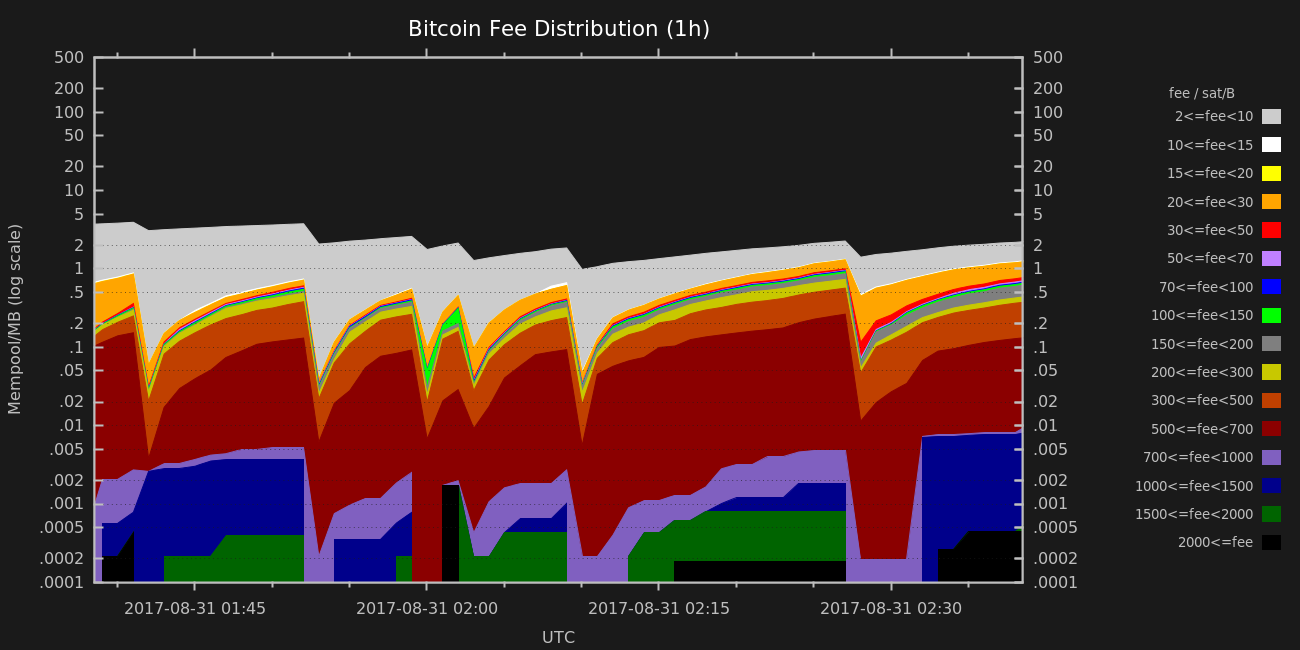 Bitcoin Fee Distribution (1h)
500
200
100
50
20
10
5
2
1
.5
.2
.1
.05
.02
.01
.005
.002
.001
.0005
.0002
.0001
Mempool/MB (log scale)
500
200
100
50
20
10
5
2
1
.5
.2
.1
.05
.02
.01
.005
.002
.001
.0005
.0002
.0001
2017-08-31 01:45
2017-08-31 02:00
2017-08-31 02:15
2017-08-31 02:30
UTC
fee / sat/B
2<=fee<10
10<=fee<15
15<=fee<20
20<=fee<30
30<=fee<50
50<=fee<70
70<=fee<100
100<=fee<150
150<=fee<200
200<=fee<300
300<=fee<500
500<=fee<700
700<=fee<1000
1000<=fee<1500
1500<=fee<2000
2000<=fee